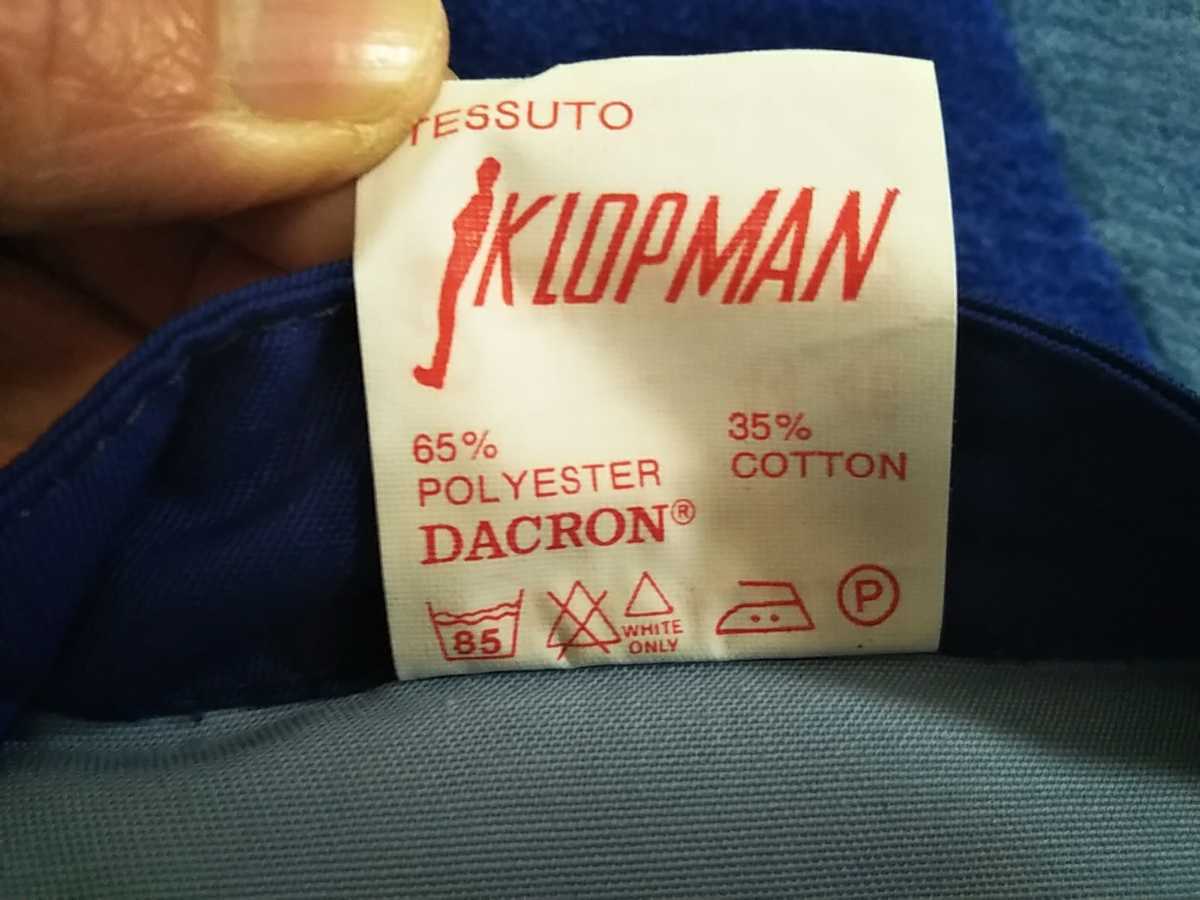 TESSUTO
KLOPMAN
65%
POLYESTER
DACRON®
35%
COTTON
85
WHITE
ONLY
P